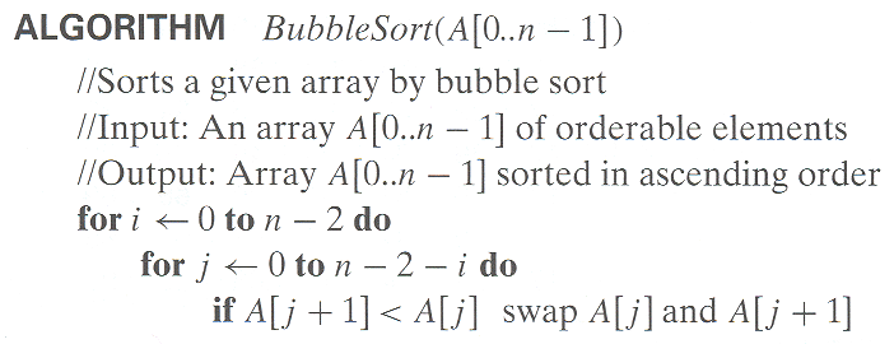 ALGORITHM BubbleSort(A[0..n – 1])
//Sorts a given array by bubble sort
//Input: An array A[0..n – 1] of orderable elements
//Output: Array A[0..n – 1] sorted in ascending order
for i ← 0 to n – 2 do
for j ← 0 to n – 2 – i do
if A[j + 1] < A[j] swap A[j] and A[j + 1]